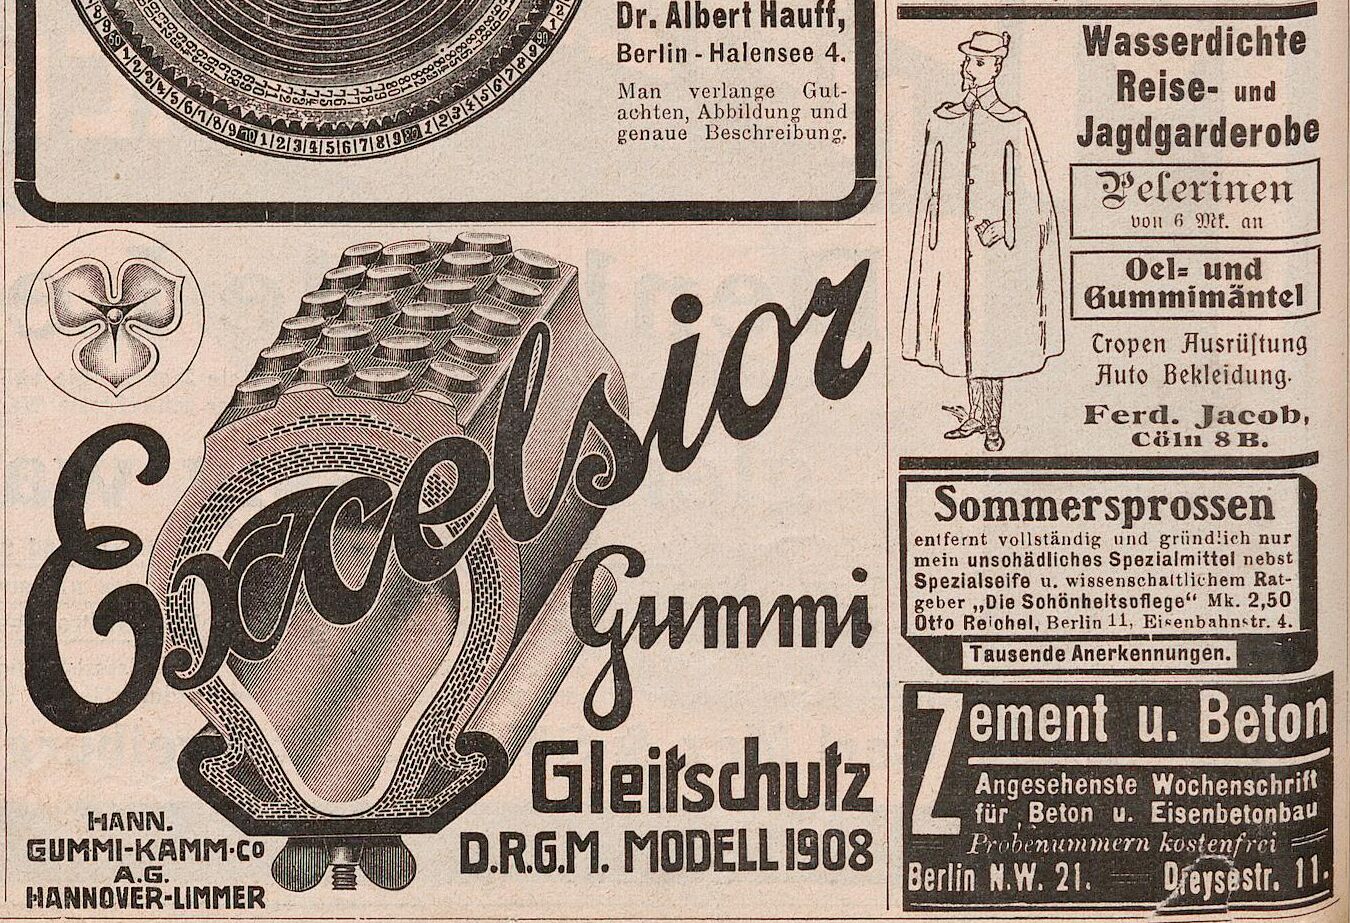 Dr. Albert Hauff,
Berlin - Halensee 4.
Man verlange Gut-
achten, Abbildung und
genaue Beschreibung.
Excelsior
Gummi
Gleitschutz
D.R.G.M. MODELL 1908
HANN.
GUMMI-KAMM-Co
A.G.
HANNOVER-LIMMER
Wasserdichte
Reise- und
Jagdgarderobe
Pelerinen
von 6 Mk. an
Oel= und
Gummimäntel
Tropen Ausrüſtung
Auto Bekleidung.
Ferd. Jacob,
Cöln 8 B.
Sommersprossen
entfernt vollständig und gründlich nur
mein unschädliches Spezialmittel nebst
Spezialseife u. wissenschaftlichem Rat-
geber „Die Schönheitspflege“ Mk. 2,50
Otto Reichel, Berlin 11, Eisenbahnstr. 4.
Tausende Anerkennungen.
Zement u. Beton
Angesehenste Wochenschrift
für Beton u. Eisenbetonbau
Probenummern kostenfrei
Berlin N.W. 21. Dreysestr. 11.